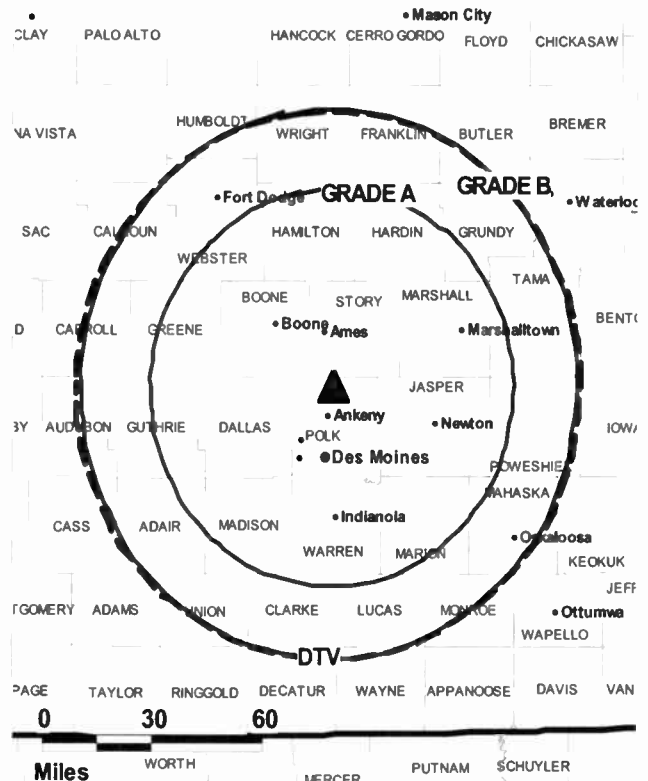 Mason City
CLAY PALO ALTO HANCOCK CERRO GORDO FLOYD CHICKASAW
NA VISTA HUMBOLDT WRIGHT FRANKLIN BUTLER BREMER
Fort Dodge GRADE A GRADE B Waterloo
SAC CALHOUN HAMILTON HARDIN GRUNDY
WEBSTER
TAMA
BOONE STORY MARSHALL
D CARROLL GREENE Boone Ames Marshalltown BENTO
JASPER
Ankeny Newton
BY AUDUBON GUTHRIE DALLAS POLK IOWA
Des Moines
POWESHIE
MAHASKA
Indianola
CASS ADAIR MADISON WARREN MARION Oskaloosa
KEOKUK
JEFF
TGOMERY ADAMS UNION CLARKE LUCAS MONROE Ottumwa
WAPELLO
DTV
PAGE TAYLOR RINGGOLD DECATUR WAYNE APPANOOSE DAVIS VAN
0 30 60
Miles
WORTH MERCER PUTNAM SCHUYLER